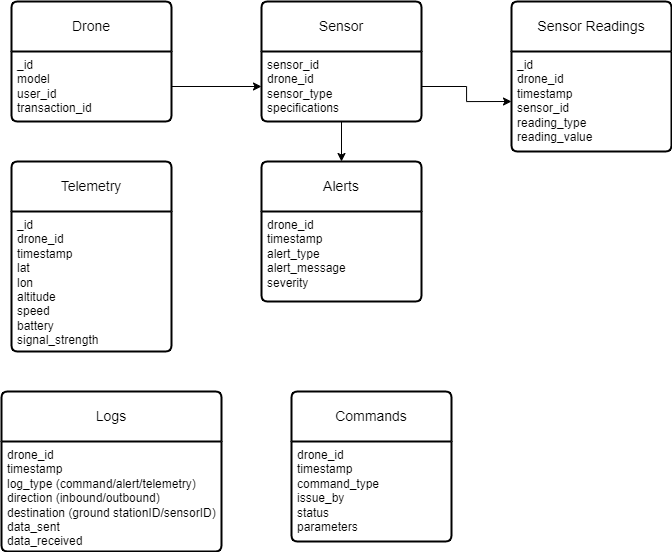 Drone
_id
model
user_id
transaction_id
Sensor
sensor_id
drone_id
sensor_type
specifications
Sensor Readings
_id
drone_id
timestamp
sensor_id
reading_type
reading_value
Telemetry
_id
drone_id
timestamp
lat
lon
altitude
speed
battery
signal_strength
Alerts
drone_id
timestamp
alert_type
alert_message
severity
Logs
drone_id
timestamp
log_type (command/alert/telemetry)
direction (inbound/outbound)
destination (ground stationID/sensorID)
data_sent
data_received
Commands
drone_id
timestamp
command_type
issue_by
status
parameters